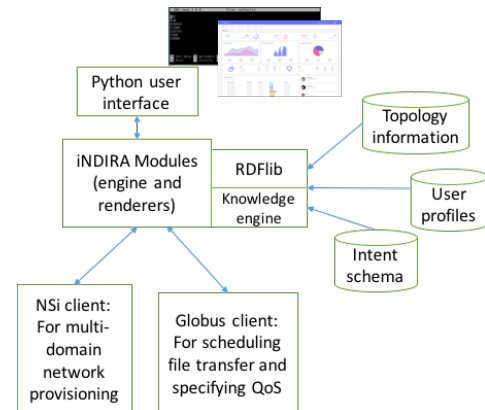 Python user
interface
Topology
information
iNDIRA Modules
(engine and
renderers)
RDFlib
Knowledge
engine
User
profiles
Intent
schema
NSi client:
For multi-
domain
network
provisioning
Globus client:
For scheduling
file transfer and
specifying QoS